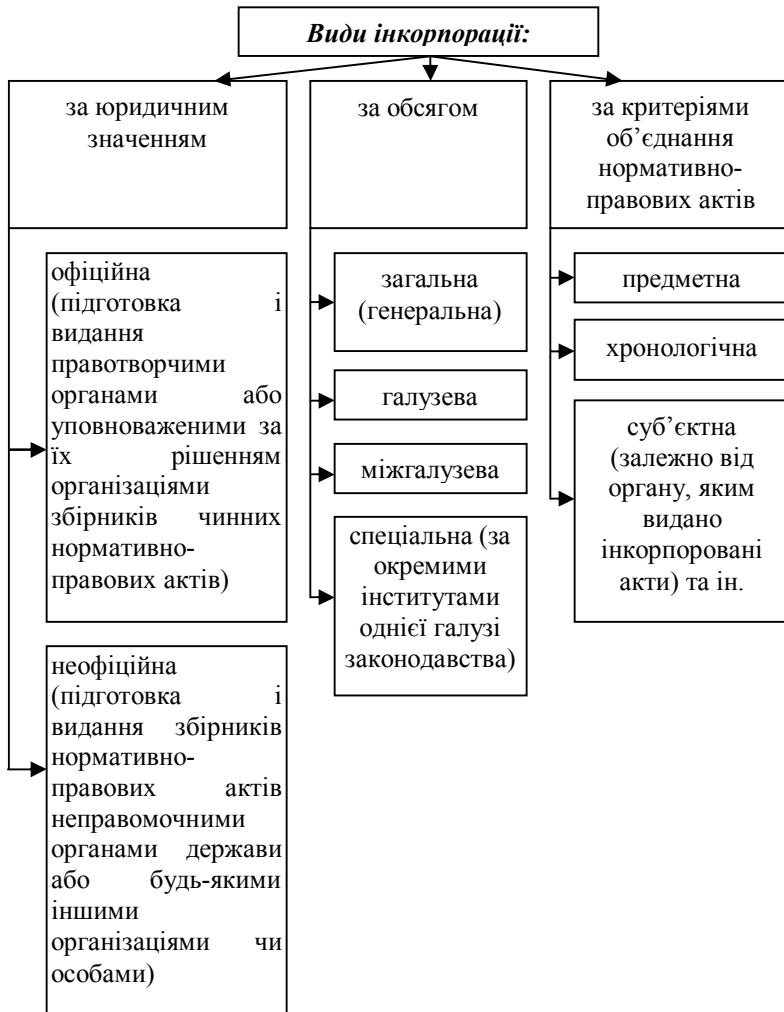 Види інкорпорації:
за юридичним
значенням
офіційна
(підготовка і
видання
правотворчими
органами або
уповноваженими за
їх рішенням
організаціями
збірників чинних
нормативно-
правових актів)
неофіційна
(підготовка і
видання збірників
нормативно-
правових актів
неправомочними
органами держави
або будь-якими
іншими
організаціями чи
особами)
за обсягом
загальна
(генеральна)
галузева
міжгалузева
спеціальна (за
окремими
інститутами
однієї галузі
законодавства)
за критеріями
об’єднання
нормативно-
правових актів
предметна
хронологічна
суб’єктна
(залежно від
органу, яким
видано
інкорпоровані
акти) та ін.